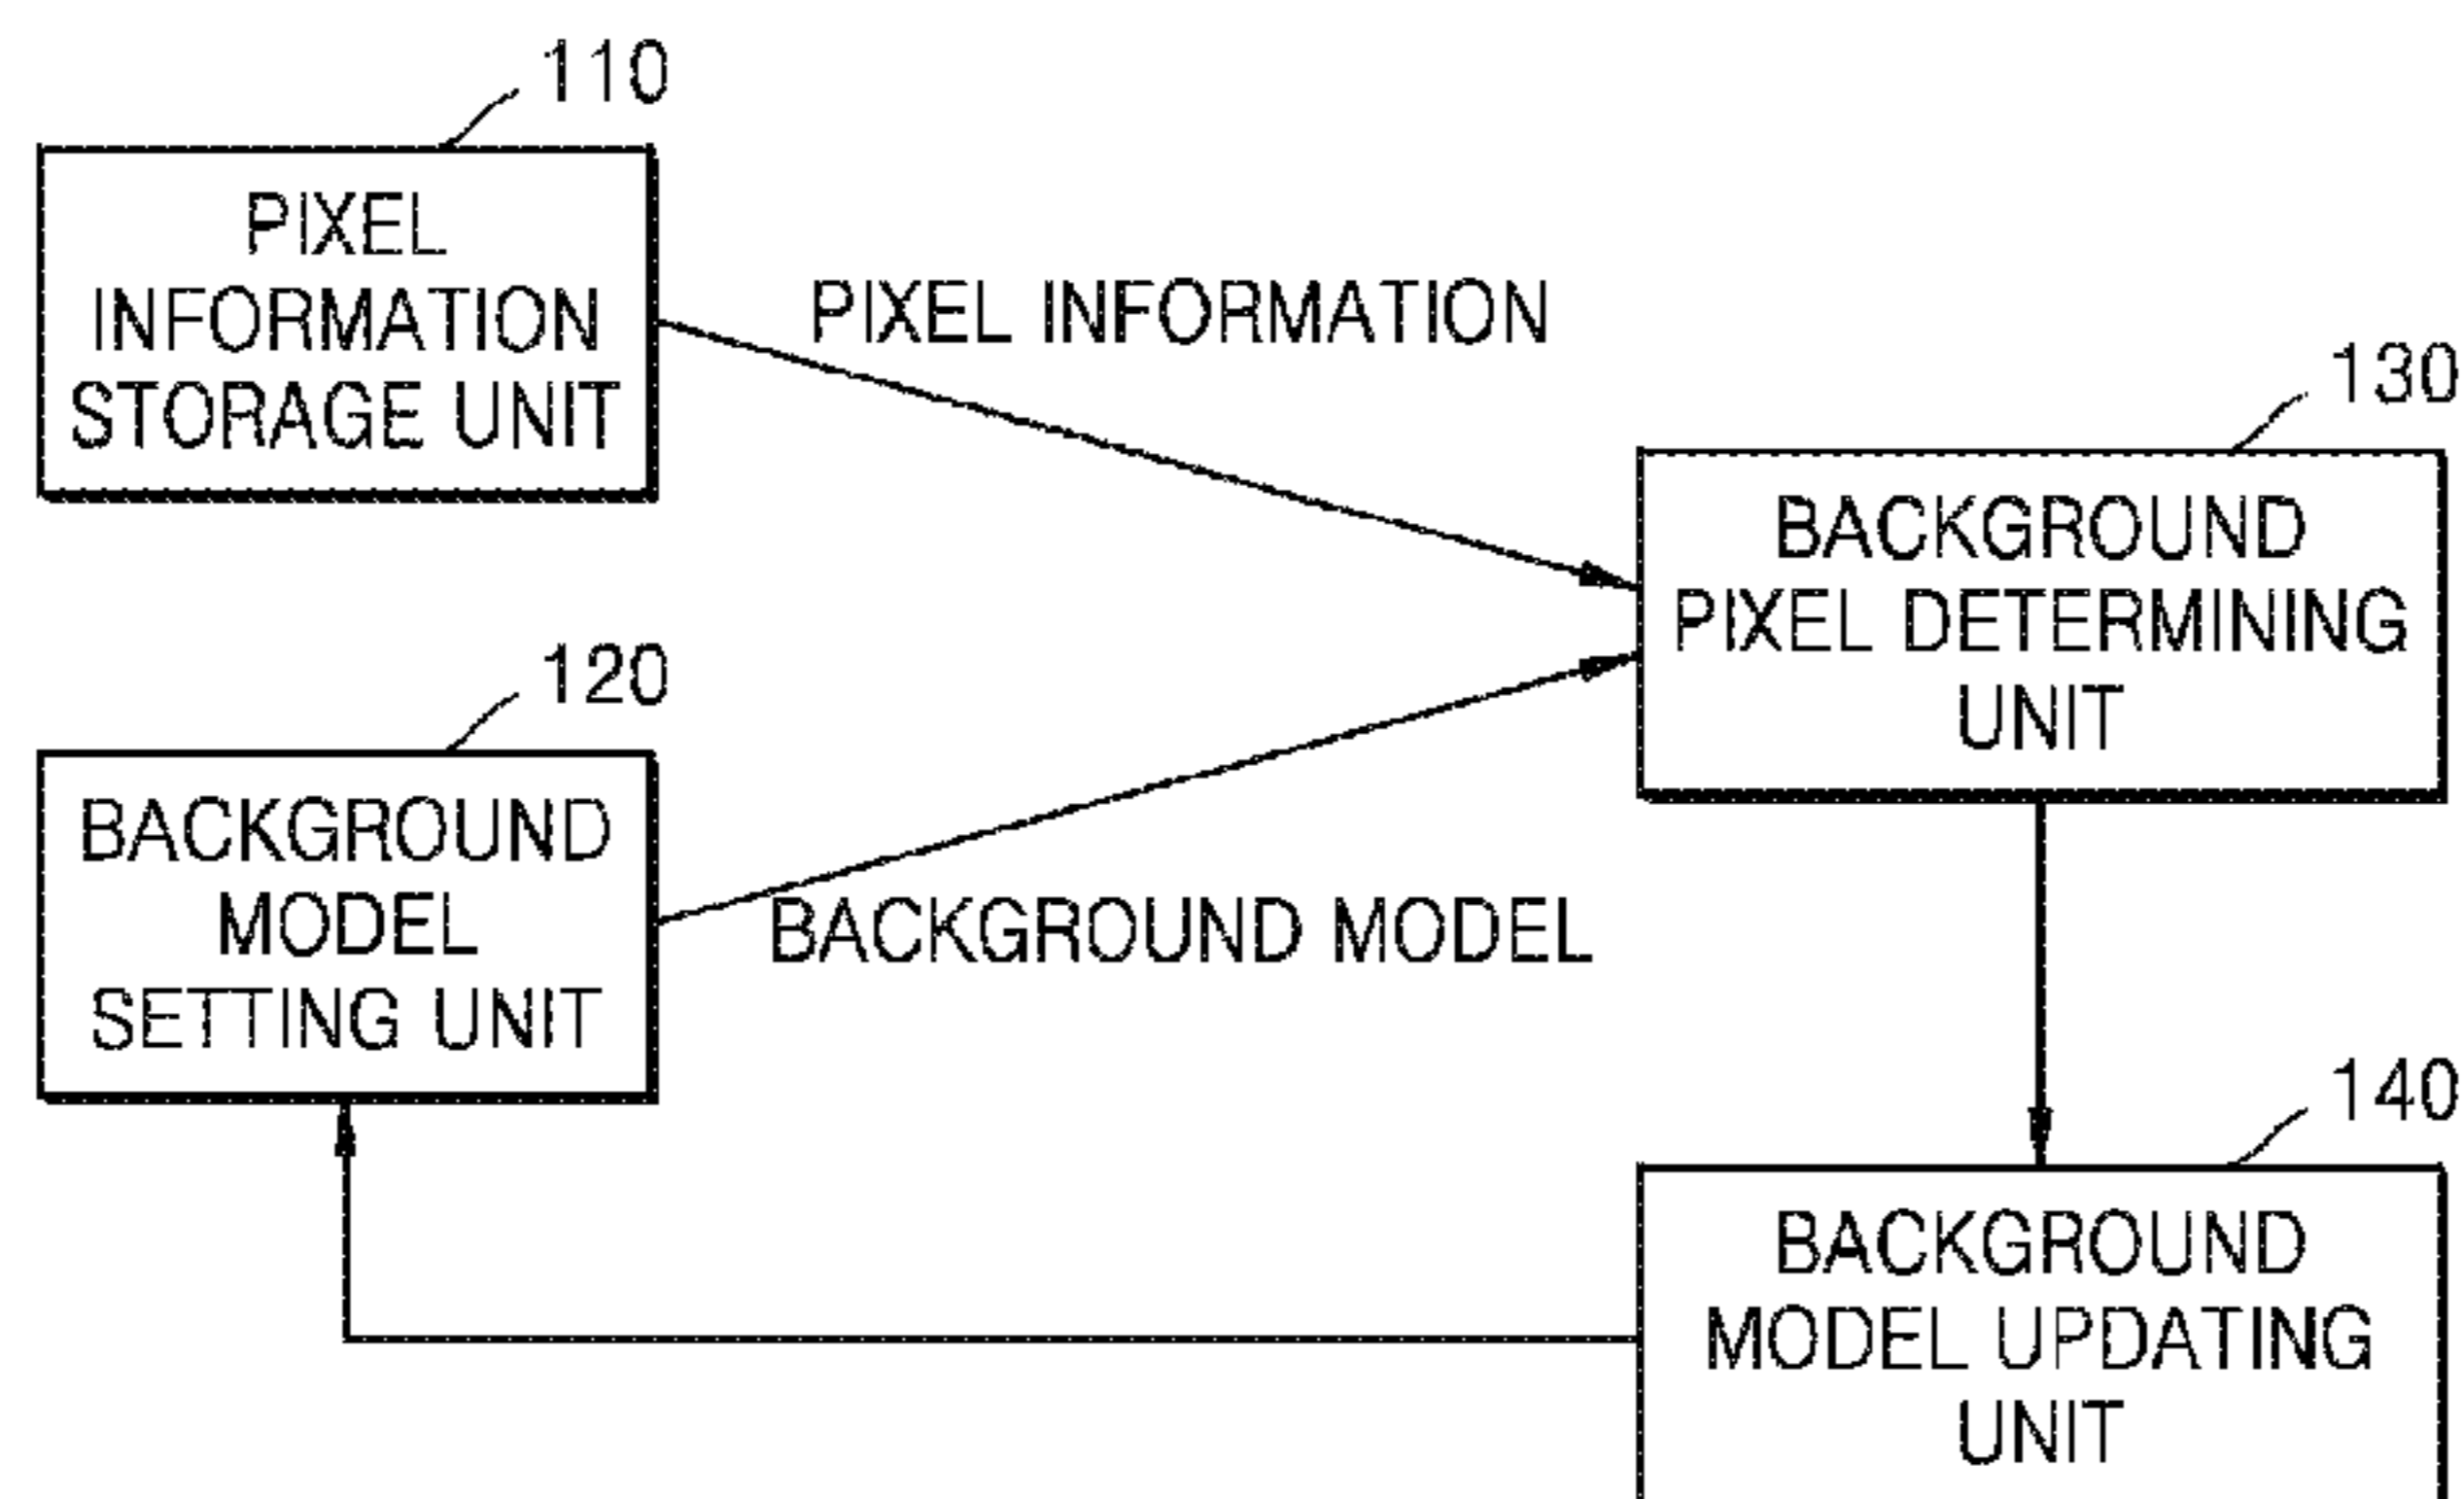 110
PIXEL
INFORMATION
STORAGE UNIT
PIXEL INFORMATION
130
BACKGROUND
PIXEL DETERMINING
UNIT
120
BACKGROUND
MODEL
SETTING UNIT
BACKGROUND MODEL
140
BACKGROUND
MODEL UPDATING
UNIT